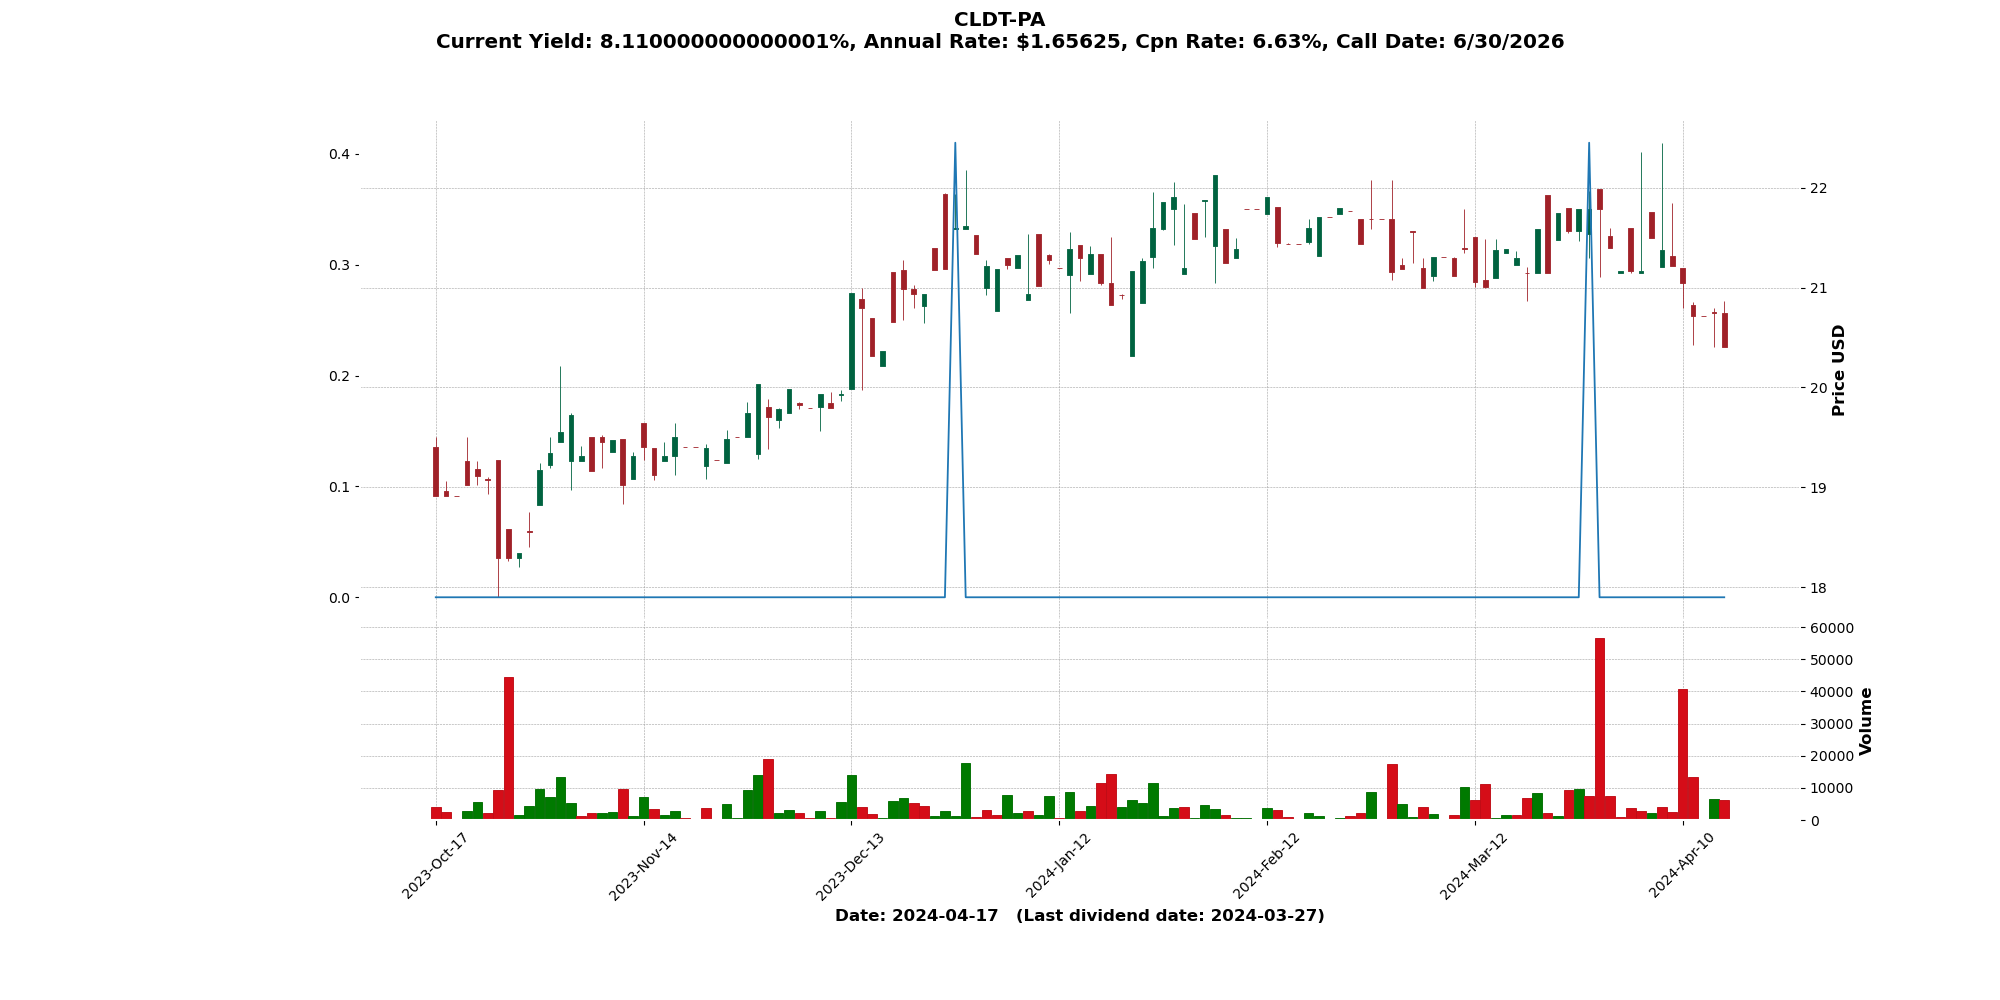 CLDT-PA
Current Yield: 8.110000000000001%, Annual Rate: $1.65625, Cpn Rate: 6.63%, Call Date: 6/30/2026
0.4
0.3
0.2
0.1
0.0
22
21
20
19
18
Price USD
60000
50000
40000
30000
20000
10000
0
Volume
2023-Oct-17
2023-Nov-14
2023-Dec-13
2024-Jan-12
2024-Feb-12
2024-Mar-12
2024-Apr-10
Date: 2024-04-17 (Last dividend date: 2024-03-27)